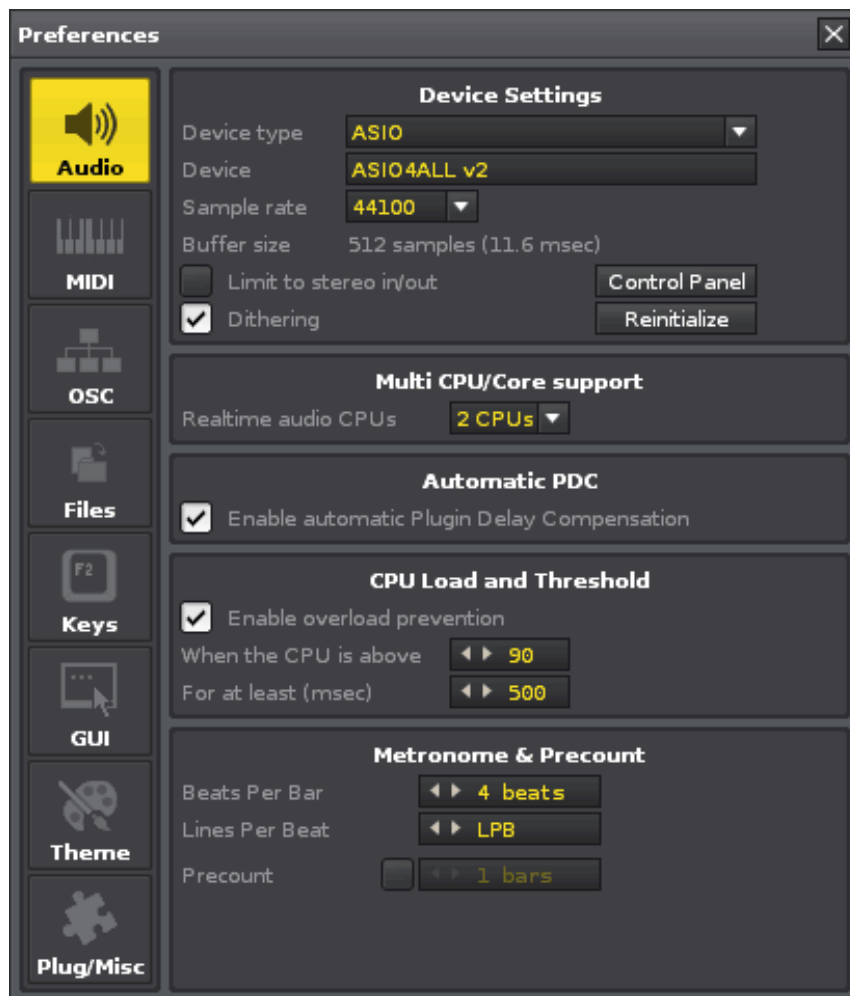 Preferences
Audio
MIDI
OSC
Files
F2
Keys
GUI
Theme
Plug/Misc
Device Settings
Device type ASIO
Device ASIO4ALL v2
Sample rate 44100
Buffer size 512 samples (11.6 msec)
Limit to stereo in/out Control Panel
Dithering Reinitialize
Multi CPU/Core support
Realtime audio CPUs 2 CPUs
Automatic PDC
Enable automatic Plugin Delay Compensation
CPU Load and Threshold
Enable overload prevention
When the CPU is above 90
For at least (msec) 500
Metronome & Precount
Beats Per Bar 4 beats
Lines Per Beat LPB
Precount 1 bars